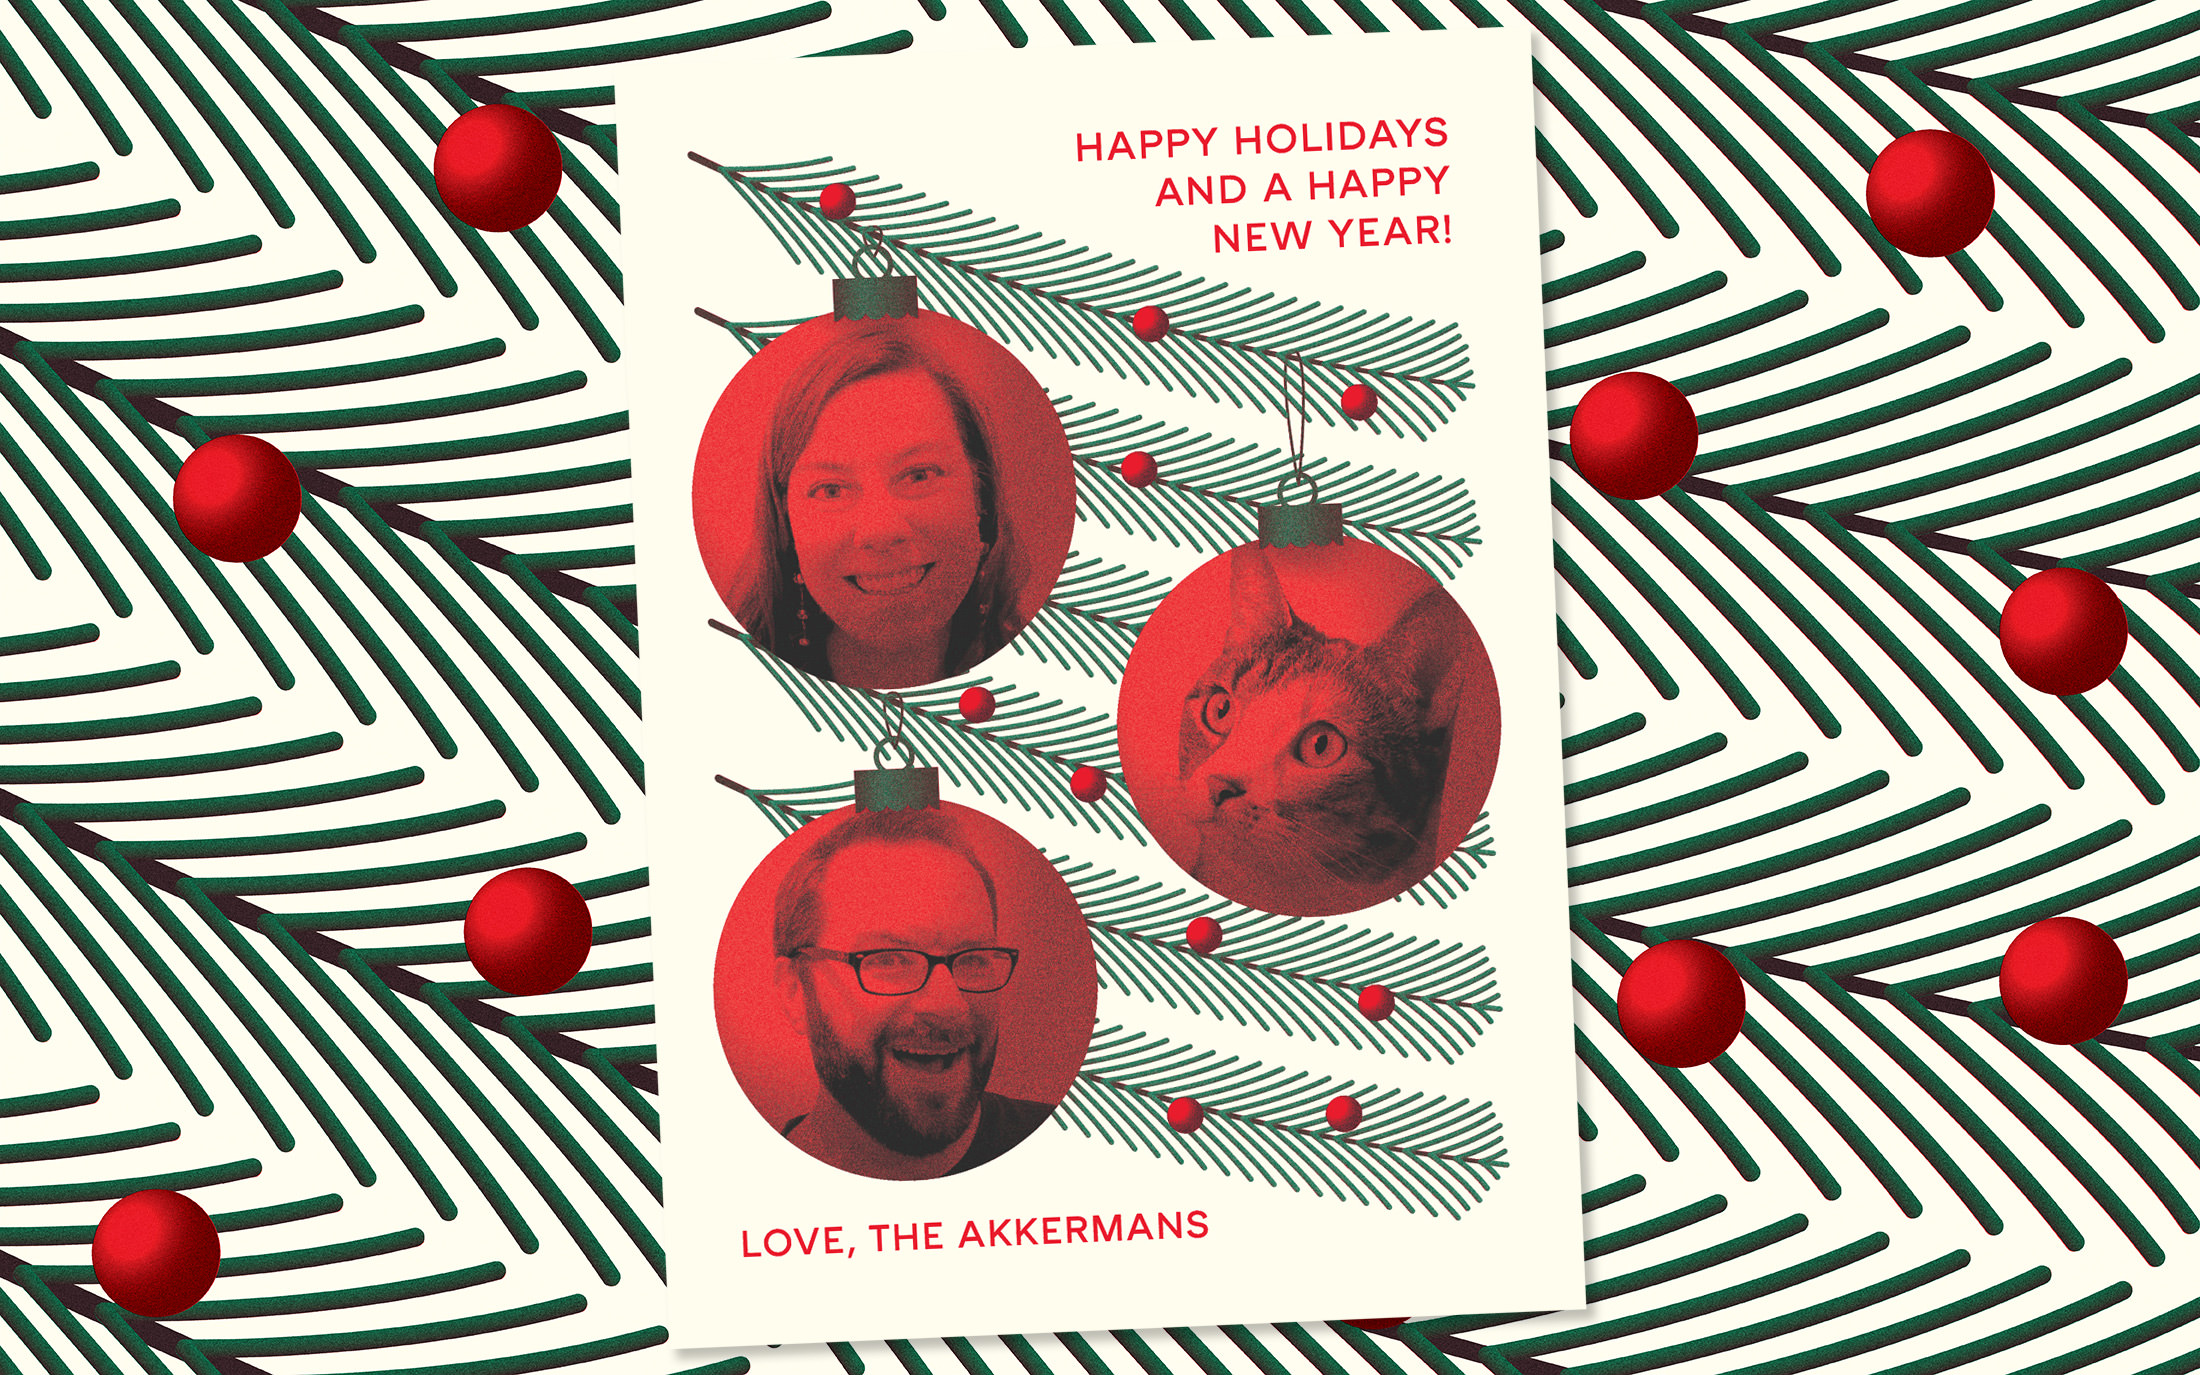 HAPPY HOLIDAYS
AND A HAPPY
NEW YEAR!
LOVE, THE AKKERMANS